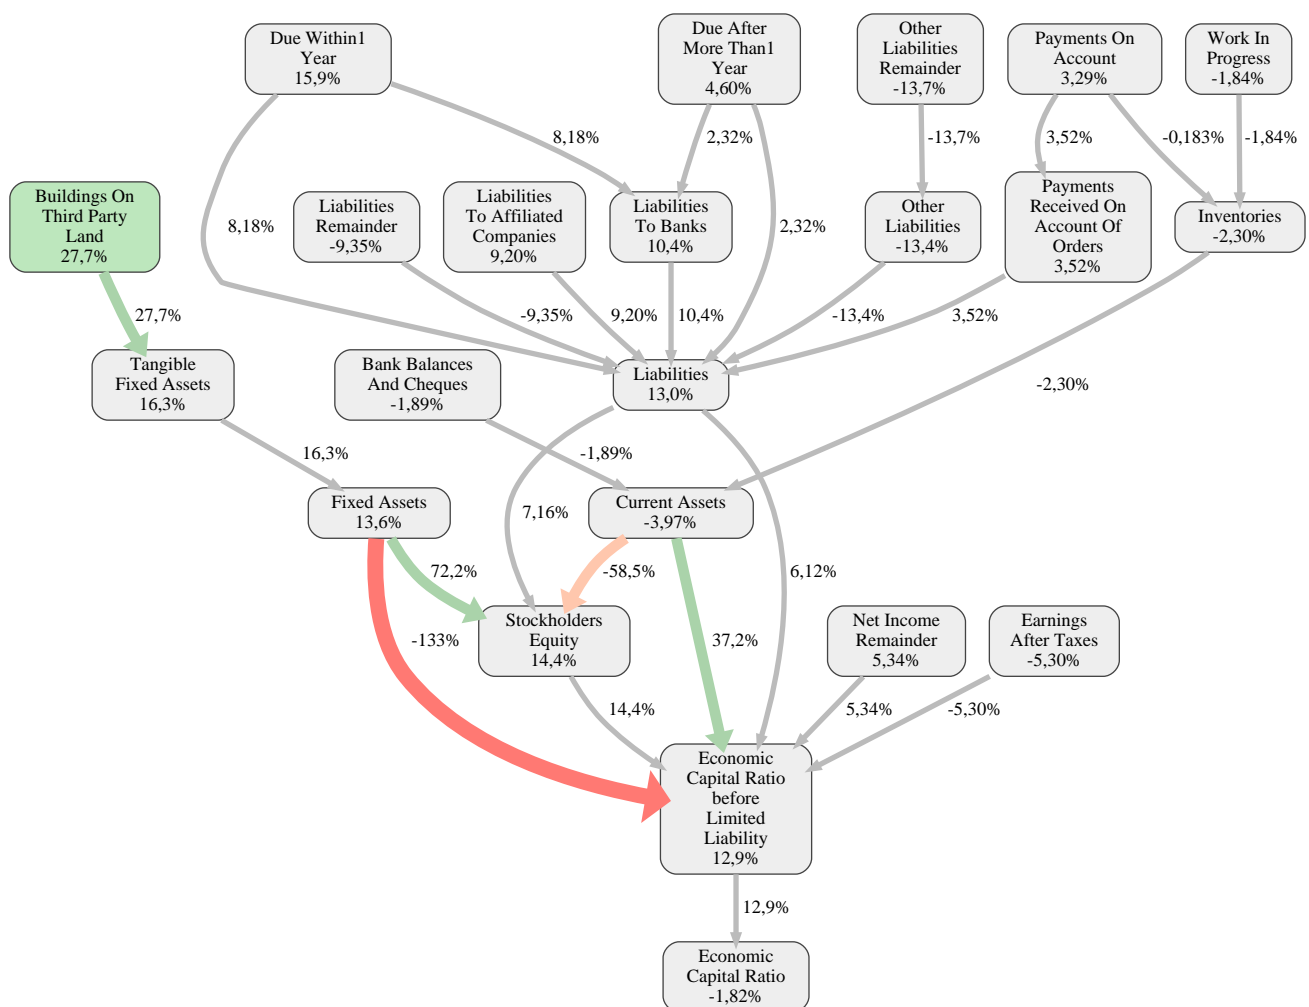 Due Within1
Year
15,9%
Due After
More Than1
Year
4,60%
Other
Liabilities
Remainder
-13,7%
Payments On
Account
3,29%
Work In
Progress
-1,84%
8,18%
2,32%
-13,7%
3,52%
-0,183%
-1,84%
Buildings On
Third Party
Land
27,7%
8,18%
Liabilities
Remainder
-9,35%
Liabilities
To Affiliated
Companies
9,20%
Liabilities
To Banks
10,4%
2,32%
Other
Liabilities
-13,4%
Payments
Received On
Account Of
Orders
3,52%
Inventories
-2,30%
27,7%
-9,35%
9,20%
10,4%
-13,4%
3,52%
Tangible
Fixed Assets
16,3%
Bank Balances
And Cheques
-1,89%
Liabilities
13,0%
-2,30%
16,3%
-1,89%
Fixed Assets
13,6%
7,16%
Current Assets
-3,97%
72,2%
-58,5%
6,12%
-133%
Stockholders
Equity
14,4%
37,2%
Net Income
Remainder
5,34%
Earnings
After Taxes
-5,30%
14,4%
5,34%
-5,30%
Economic
Capital Ratio
before
Limited
Liability
12,9%
12,9%
Economic
Capital Ratio
-1,82%